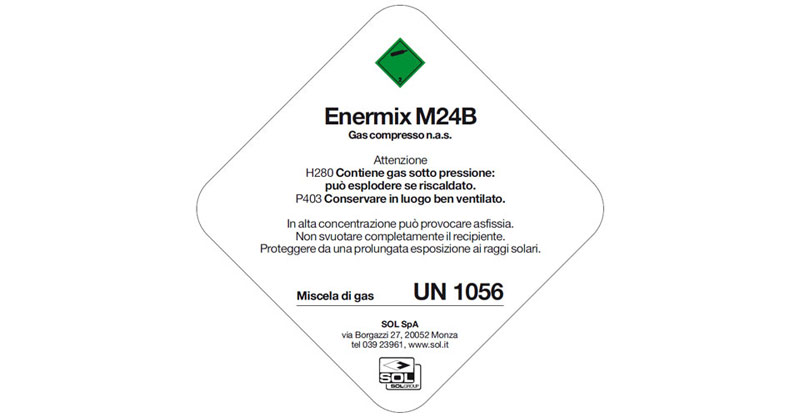 2
Enermix M24B
Gas compresso n.a.s.
Attenzione
H280 Contiene gas sotto pressione:
può esplodere se riscaldato.
P403 Conservare in luogo ben ventilato.
In alta concentrazione può provocare asfissia.
Non svuotare completamente il recipiente.
Proteggere da una prolungata esposizione ai raggi solari.
Miscela di gas UN 1056
SOL SpA
via Borgazzi 27, 20052 Monza
tel 039 23961, www.sol.it
SOL
SOLGROUP